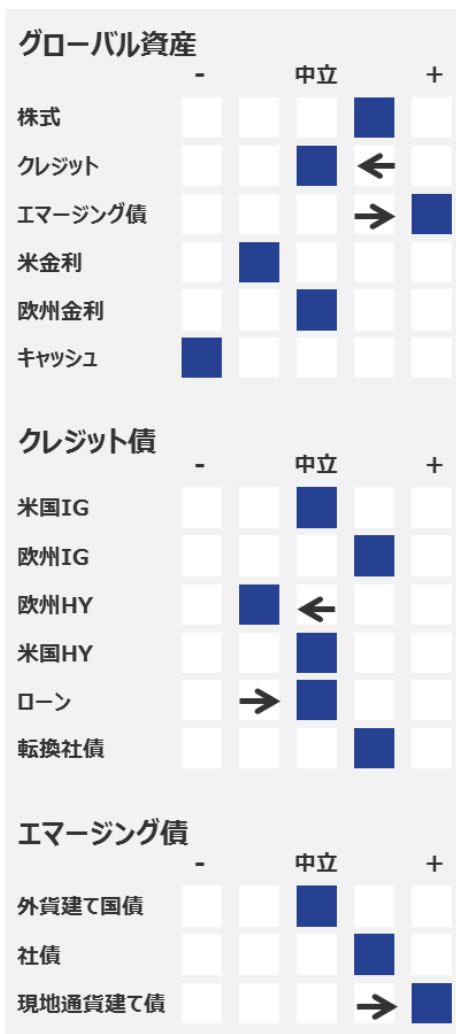 グローバル資産
- 中立 +
株式
クレジット
エマージング債
米金利
欧州金利
キャッシュ
クレジット債
- 中立 +
米国IG
欧州IG
欧州HY
米国HY
ローン
転換社債
エマージング債
- 中立 +
外貨建て国債
社債
現地通貨建て債